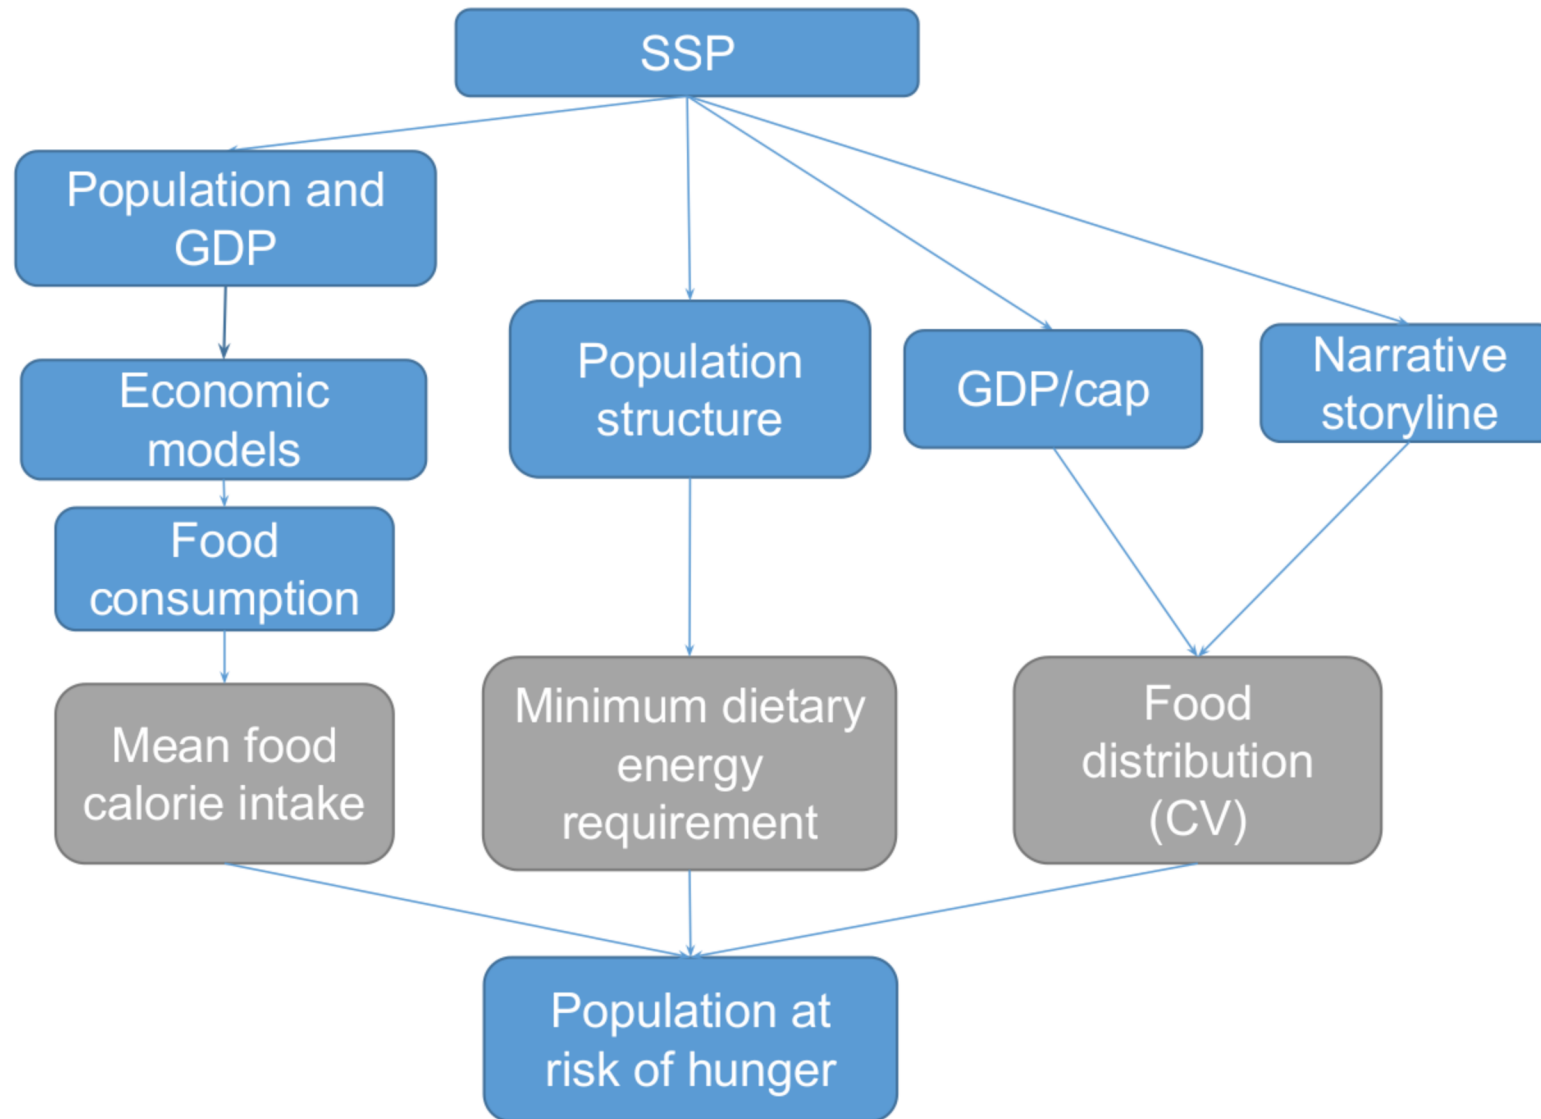 SSP
Population and
GDP
Economic
models
Food
consumption
Mean food
calorie intake
Population
structure
Minimum dietary
energy
requirement
GDP/cap
Narrative
storyline
Food
distribution
(CV)
Population at
risk of hunger